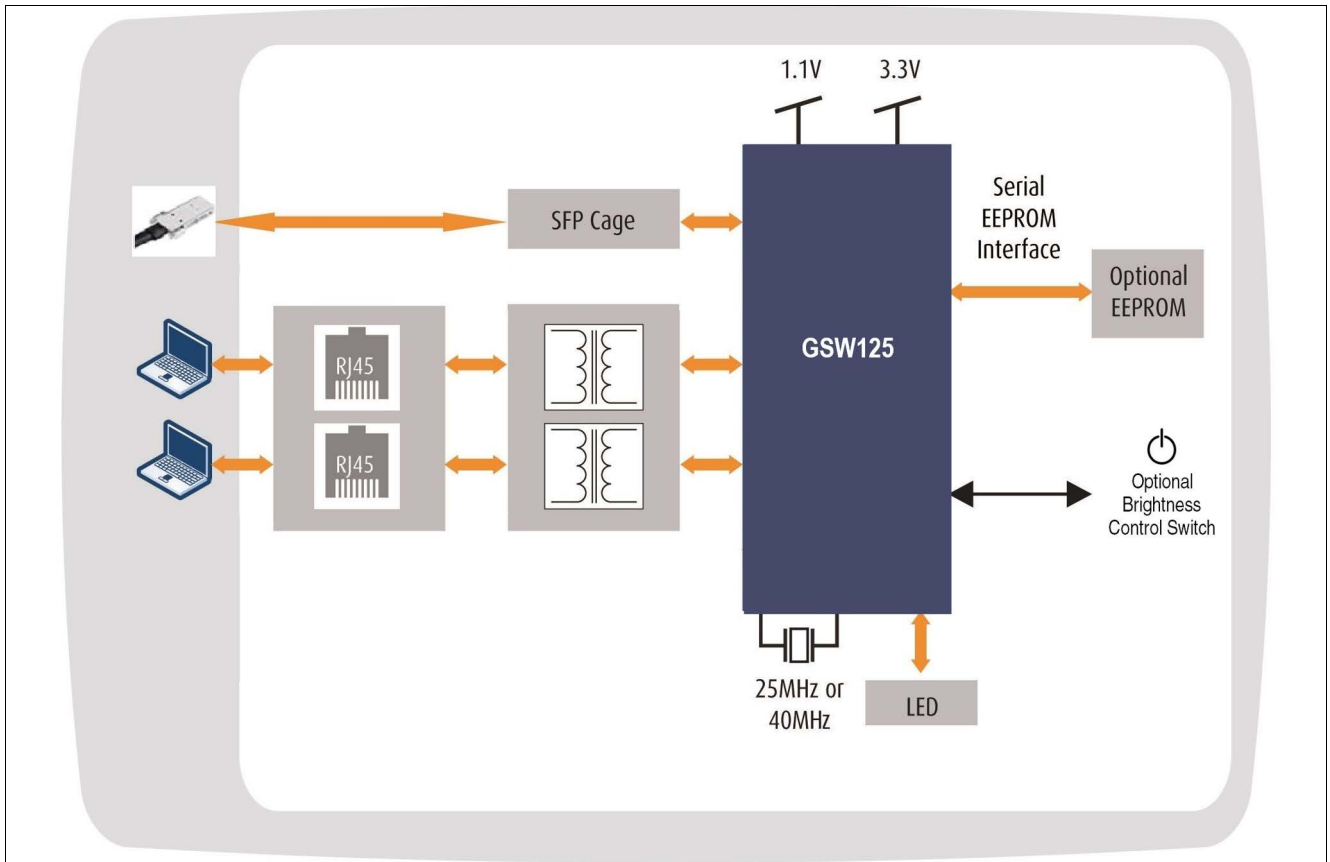 1.1V
3.3V
SFP Cage
Serial
EEPROM
Interface
Optional
EEPROM
RJ45
GSW125
RJ45
Optional
Brightness
Control Switch
25MHz or
40MHz
LED